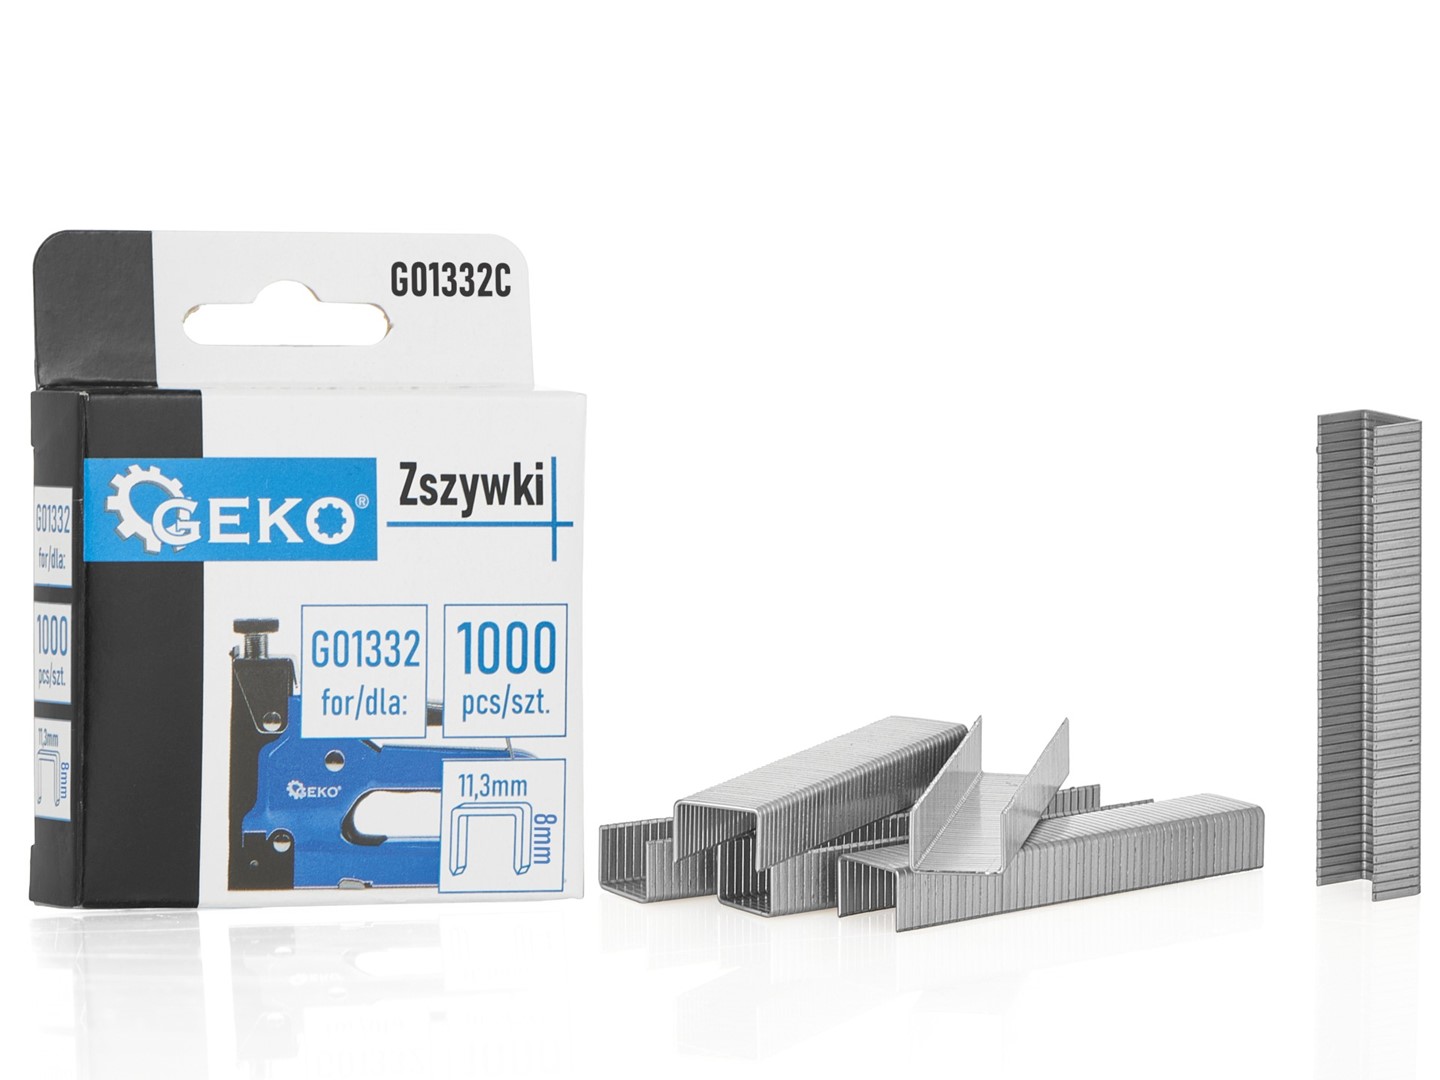 G01332C
GEKO®
Zszywki
G01332
for/dla:
1000
pcs/szt.
11,3mm
8mm
GEKO®
G01332
for/dla:
1000
pcs/szt.
11,3mm
8mm